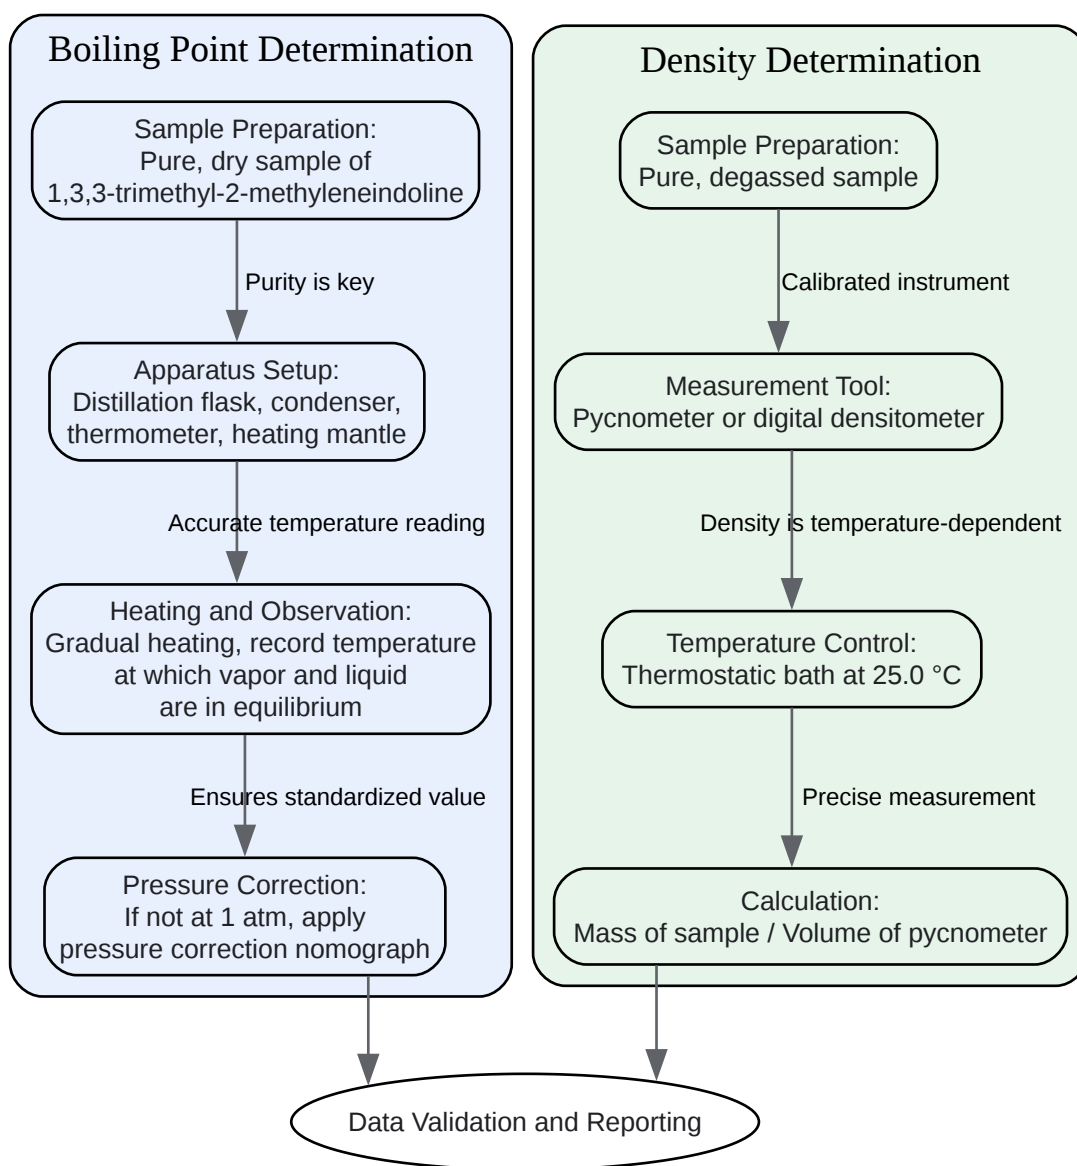 Boiling Point Determination
Sample Preparation:
Pure, dry sample of
1,3,3-trimethyl-2-methyleneindoline
Purity is key
Apparatus Setup:
Distillation flask, condenser,
thermometer, heating mantle
Accurate temperature reading
Heating and Observation:
Gradual heating, record temperature
at which vapor and liquid
are in equilibrium
Ensures standardized value
Pressure Correction:
If not at 1 atm, apply
pressure correction nomograph
Density Determination
Sample Preparation:
Pure, degassed sample
Calibrated instrument
Measurement Tool:
Pycnometer or digital densitometer
Density is temperature-dependent
Temperature Control:
Thermostatic bath at 25.0 °C
Precise measurement
Calculation:
Mass of sample / Volume of pycnometer
Data Validation and Reporting